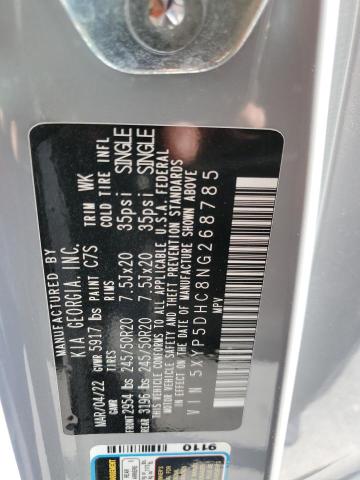 MANUFACTURED BY
KIA GEORGIA, INC.
MAR/04/22 GVWR 5917 lbs PAINT C7S TRIM WK
GAWR TIRES RIMS COLD TIRE INFL
FRONT 2954 lbs 245/50R20 7.5Jx20 35psi SINGLE
REAR 3196 lbs 245/50R20 7.5Jx20 35psi SINGLE
THIS VEHICLE CONFORMS TO ALL APPLICABLE U.S.A. FEDERAL
MOTOR VEHICLE SAFETY, BUMPER, AND THEFT PREVENTION STANDARDS
IN EFFECT ON THE DATE OF MANUFACTURE SHOWN ABOVE
VIN 5XYP5DHC8NG268785
MPV
9110